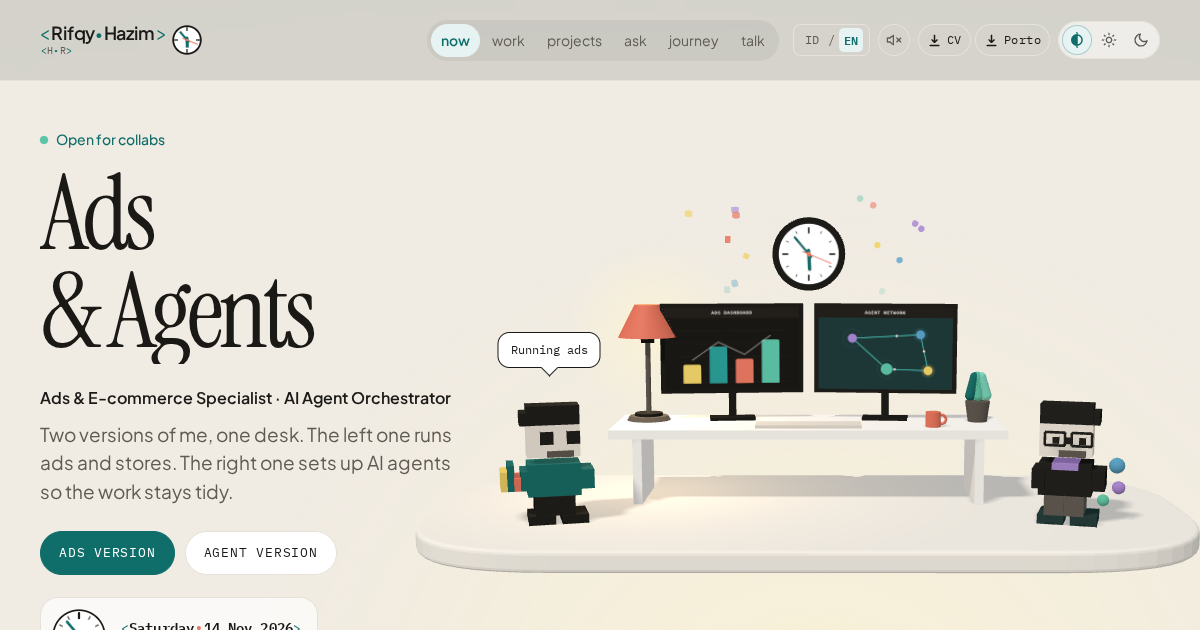 <Rifqy•Hazim>
<H•R>
now work projects ask journey talk
ID / EN
CV
Porto
Open for collabs
Ads
& Agents
Ads & E-commerce Specialist · AI Agent Orchestrator
Two versions of me, one desk. The left one runs
ads and stores. The right one sets up AI agents
so the work stays tidy.
ADS VERSION
AGENT VERSION
<Saturday•14 Nov 2026>
Running ads
ADS DASHBOARD
AGENT NETWORK